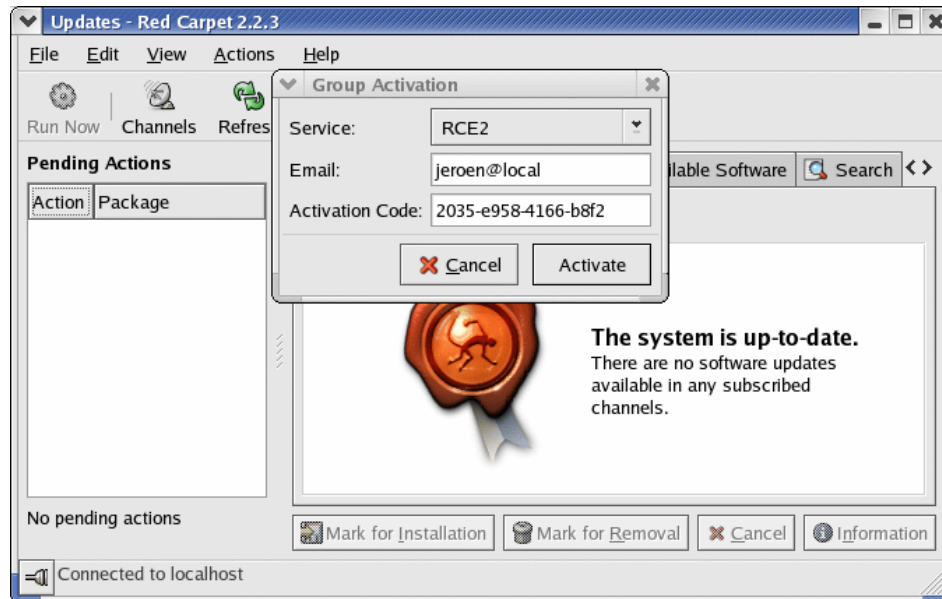 Updates - Red Carpet 2.2.3
File Edit View Actions Help
Run Now Channels Refres
Group Activation
Service: RCE2
Email: jeroen@local
Activation Code: 2035-e958-4166-b8f2
Cancel Activate
Pending Actions
Action Package
ilable Software Search
The system is up-to-date.
There are no software updates
available in any subscribed
channels.
No pending actions
Mark for Installation Mark for Removal Cancel Information
Connected to localhost